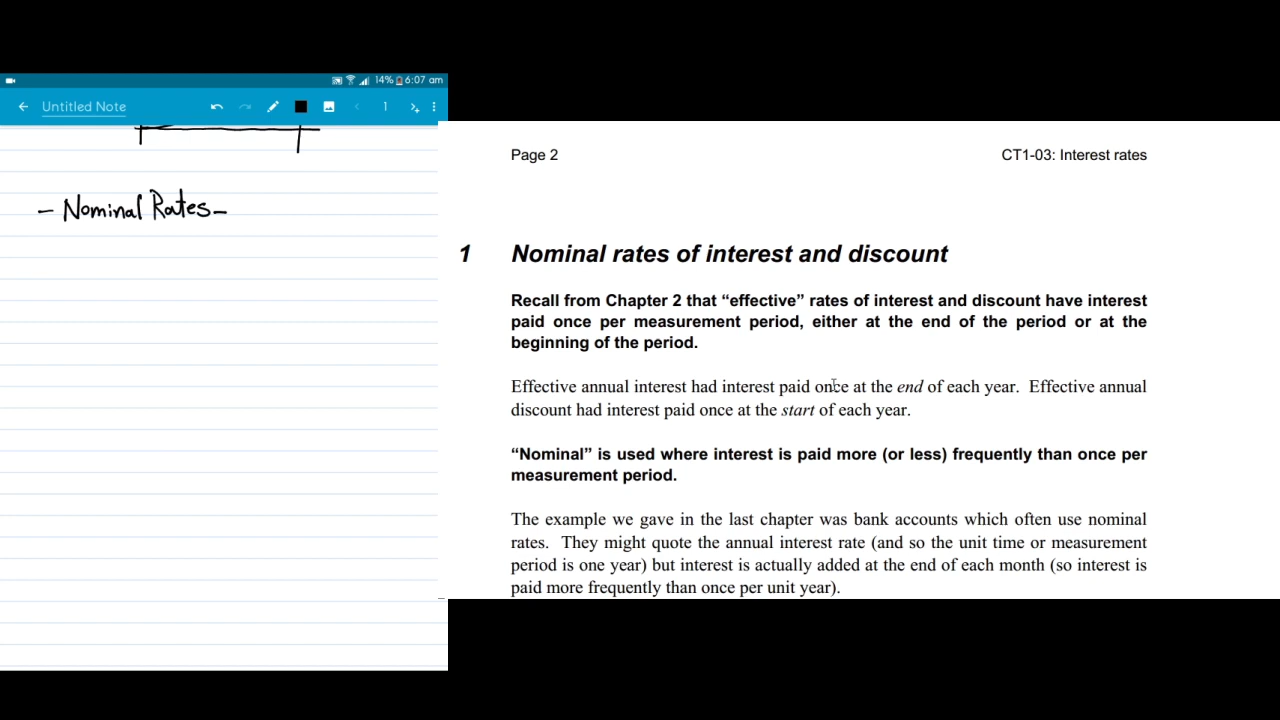 14% 6:07 am
Untitled Note
1
- Nominal Rates -
Page 2 CT1-03: Interest rates
1 Nominal rates of interest and discount
Recall from Chapter 2 that “effective” rates of interest and discount have interest
paid once per measurement period, either at the end of the period or at the
beginning of the period.
Effective annual interest had interest paid once at the end of each year. Effective annual
discount had interest paid once at the start of each year.
“Nominal” is used where interest is paid more (or less) frequently than once per
measurement period.
The example we gave in the last chapter was bank accounts which often use nominal
rates. They might quote the annual interest rate (and so the unit time or measurement
period is one year) but interest is actually added at the end of each month (so interest is
paid more frequently than once per unit year).